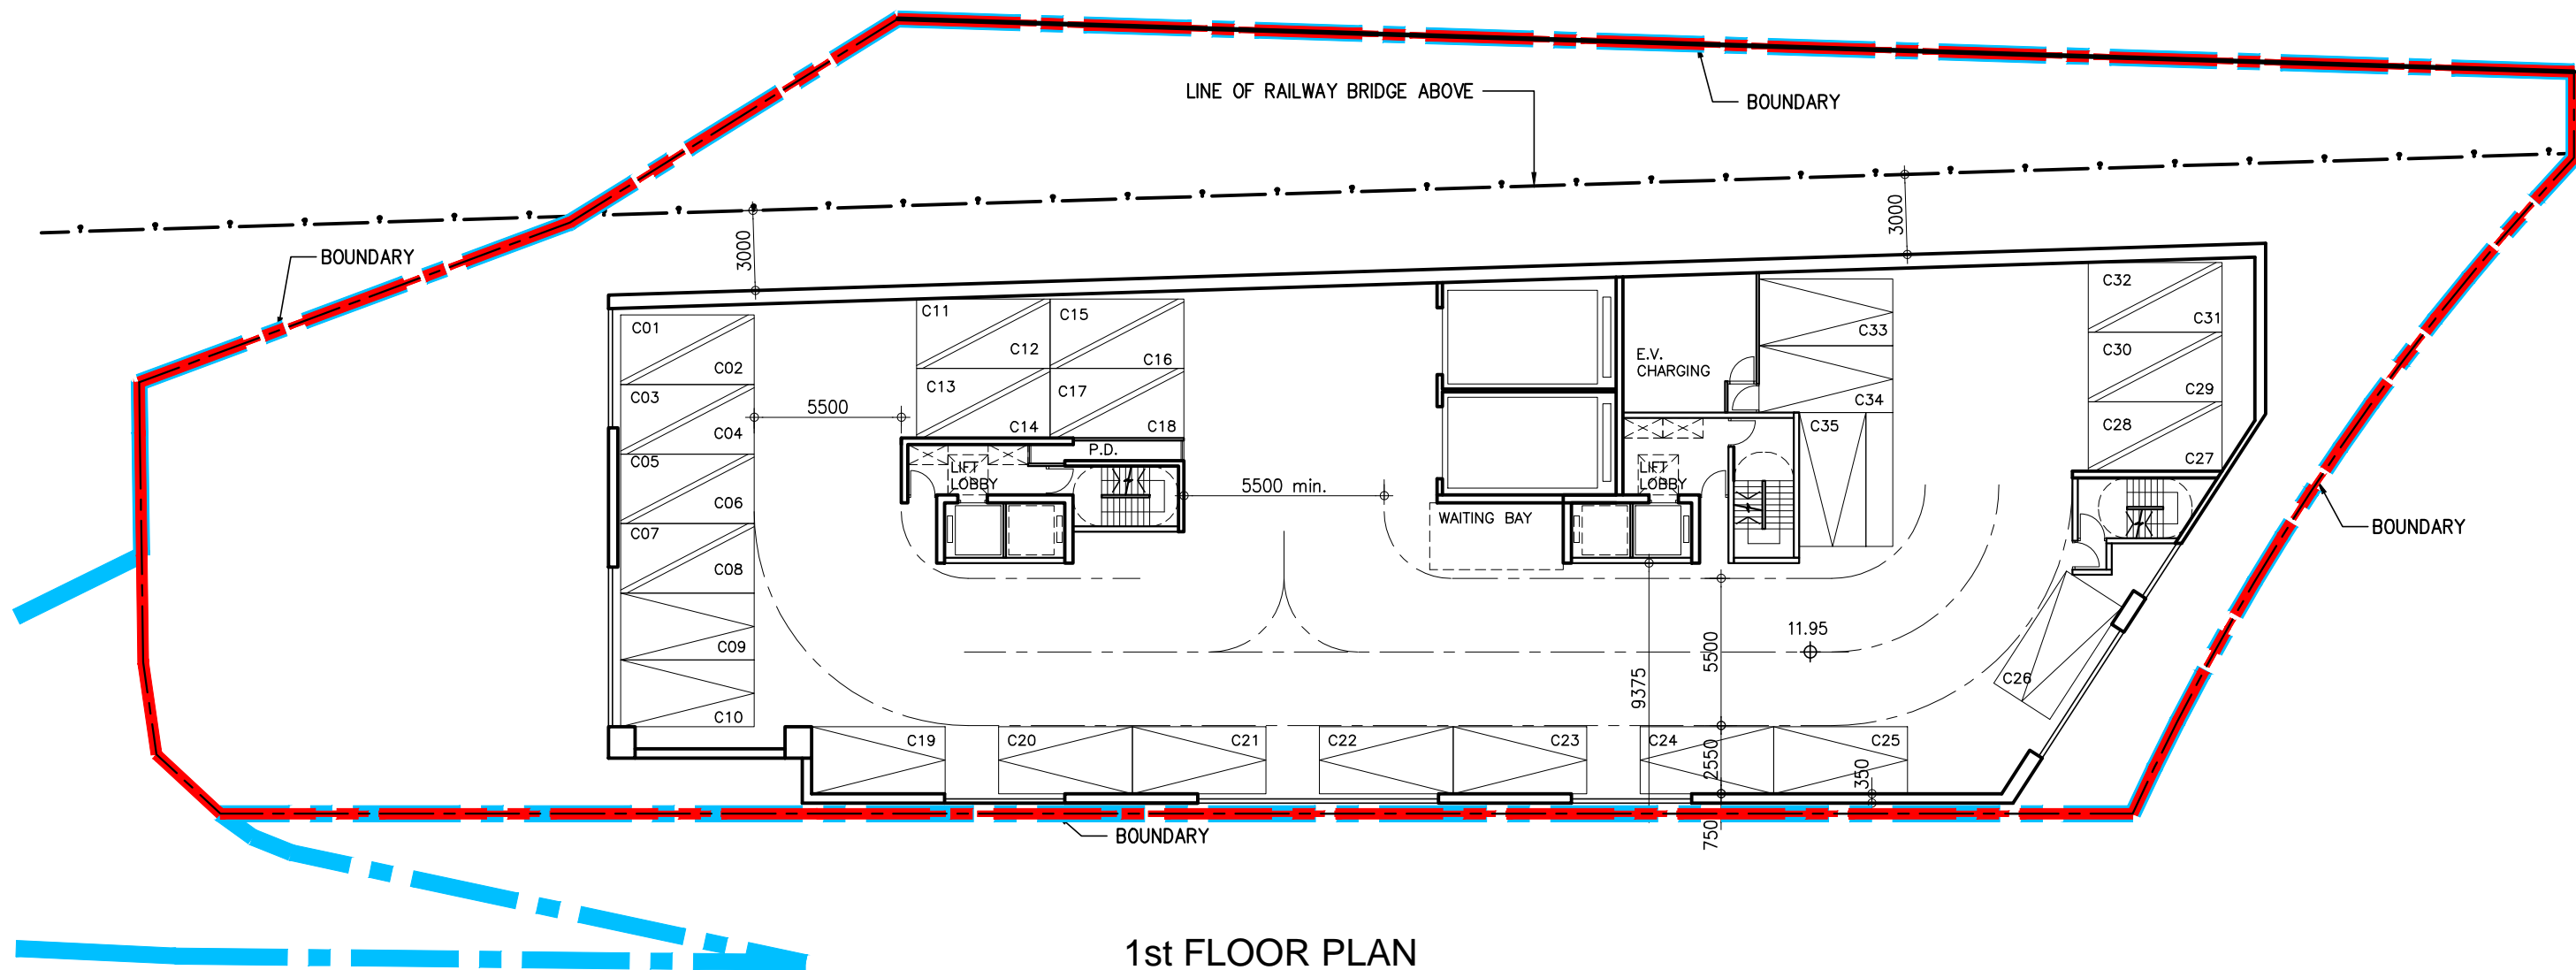 LINE OF RAILWAY BRIDGE ABOVE
BOUNDARY
BOUNDARY
3000
3000
C01
C02
C03
C04
C05
C06
C07
C08
C09
C10
5500
C11
C12
C13
C14
C15
C16
C17
C18
P.D.
LIFT
LOBBY
5500 min.
WAITING BAY
E.V.
CHARGING
LIFT
LOBBY
C33
C34
C35
C32
C31
C30
C29
C28
C27
BOUNDARY
C26
11.95
9375
5500
2550
750
350
C19
C20
C21
C22
C23
C24
C25
BOUNDARY
1st FLOOR PLAN